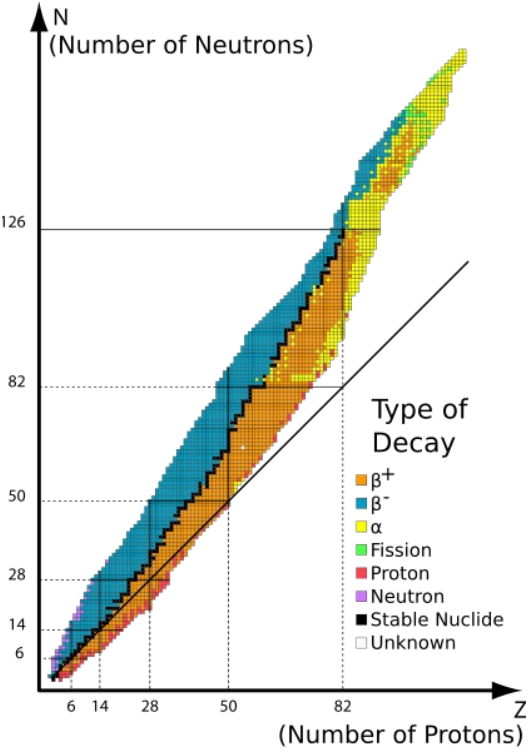 N
(Number of Neutrons)
126
82
50
28
14
6
Type of
Decay
β+
β-
α
Fission
Proton
Neutron
Stable Nuclide
Unknown
6 14 28 50 82 Z
(Number of Protons)